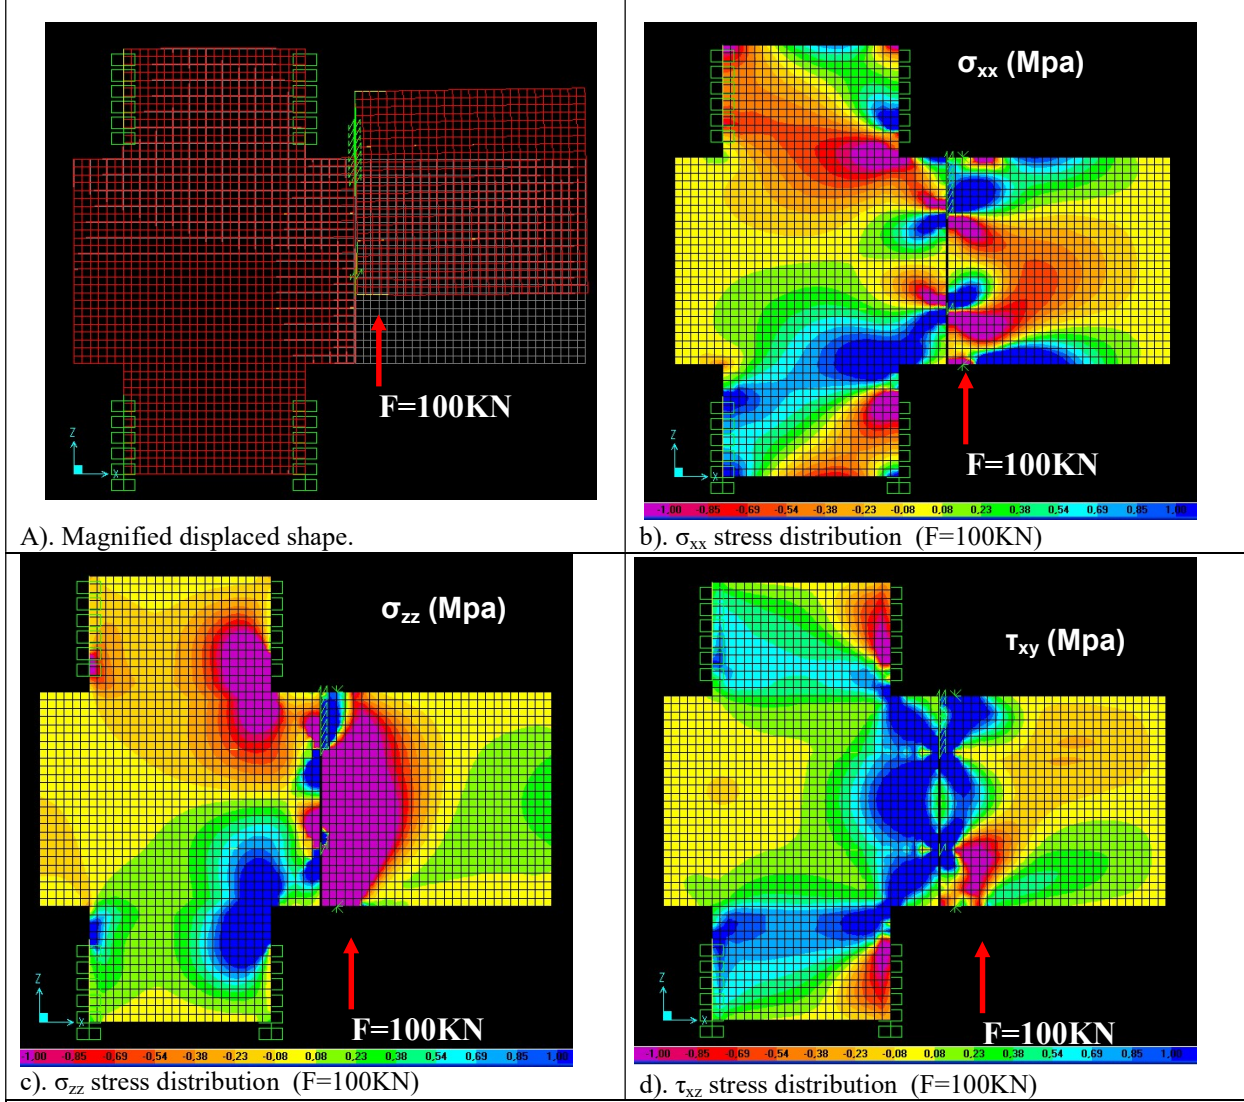 Z
X
F=100KN
A). Magnified displaced shape.
σxx (Mpa)
Z
X
F=100KN
-1,00 -0,85 -0,69 -0,54 -0,38 -0,23 -0,08 0,08 0,23 0,38 0,54 0,69 0,85 1,00
b). σxx stress distribution (F=100KN)
σzz (Mpa)
Z
X
F=100KN
-1,00 -0,85 -0,69 -0,54 -0,38 -0,23 -0,08 0,08 0,23 0,38 0,54 0,69 0,85 1,00
c). σzz stress distribution (F=100KN)
τxy (Mpa)
Z
X
F=100KN
-1,00 -0,85 -0,69 -0,54 -0,38 -0,23 -0,08 0,08 0,23 0,38 0,54 0,69 0,85 1,00
d). τxz stress distribution (F=100KN)